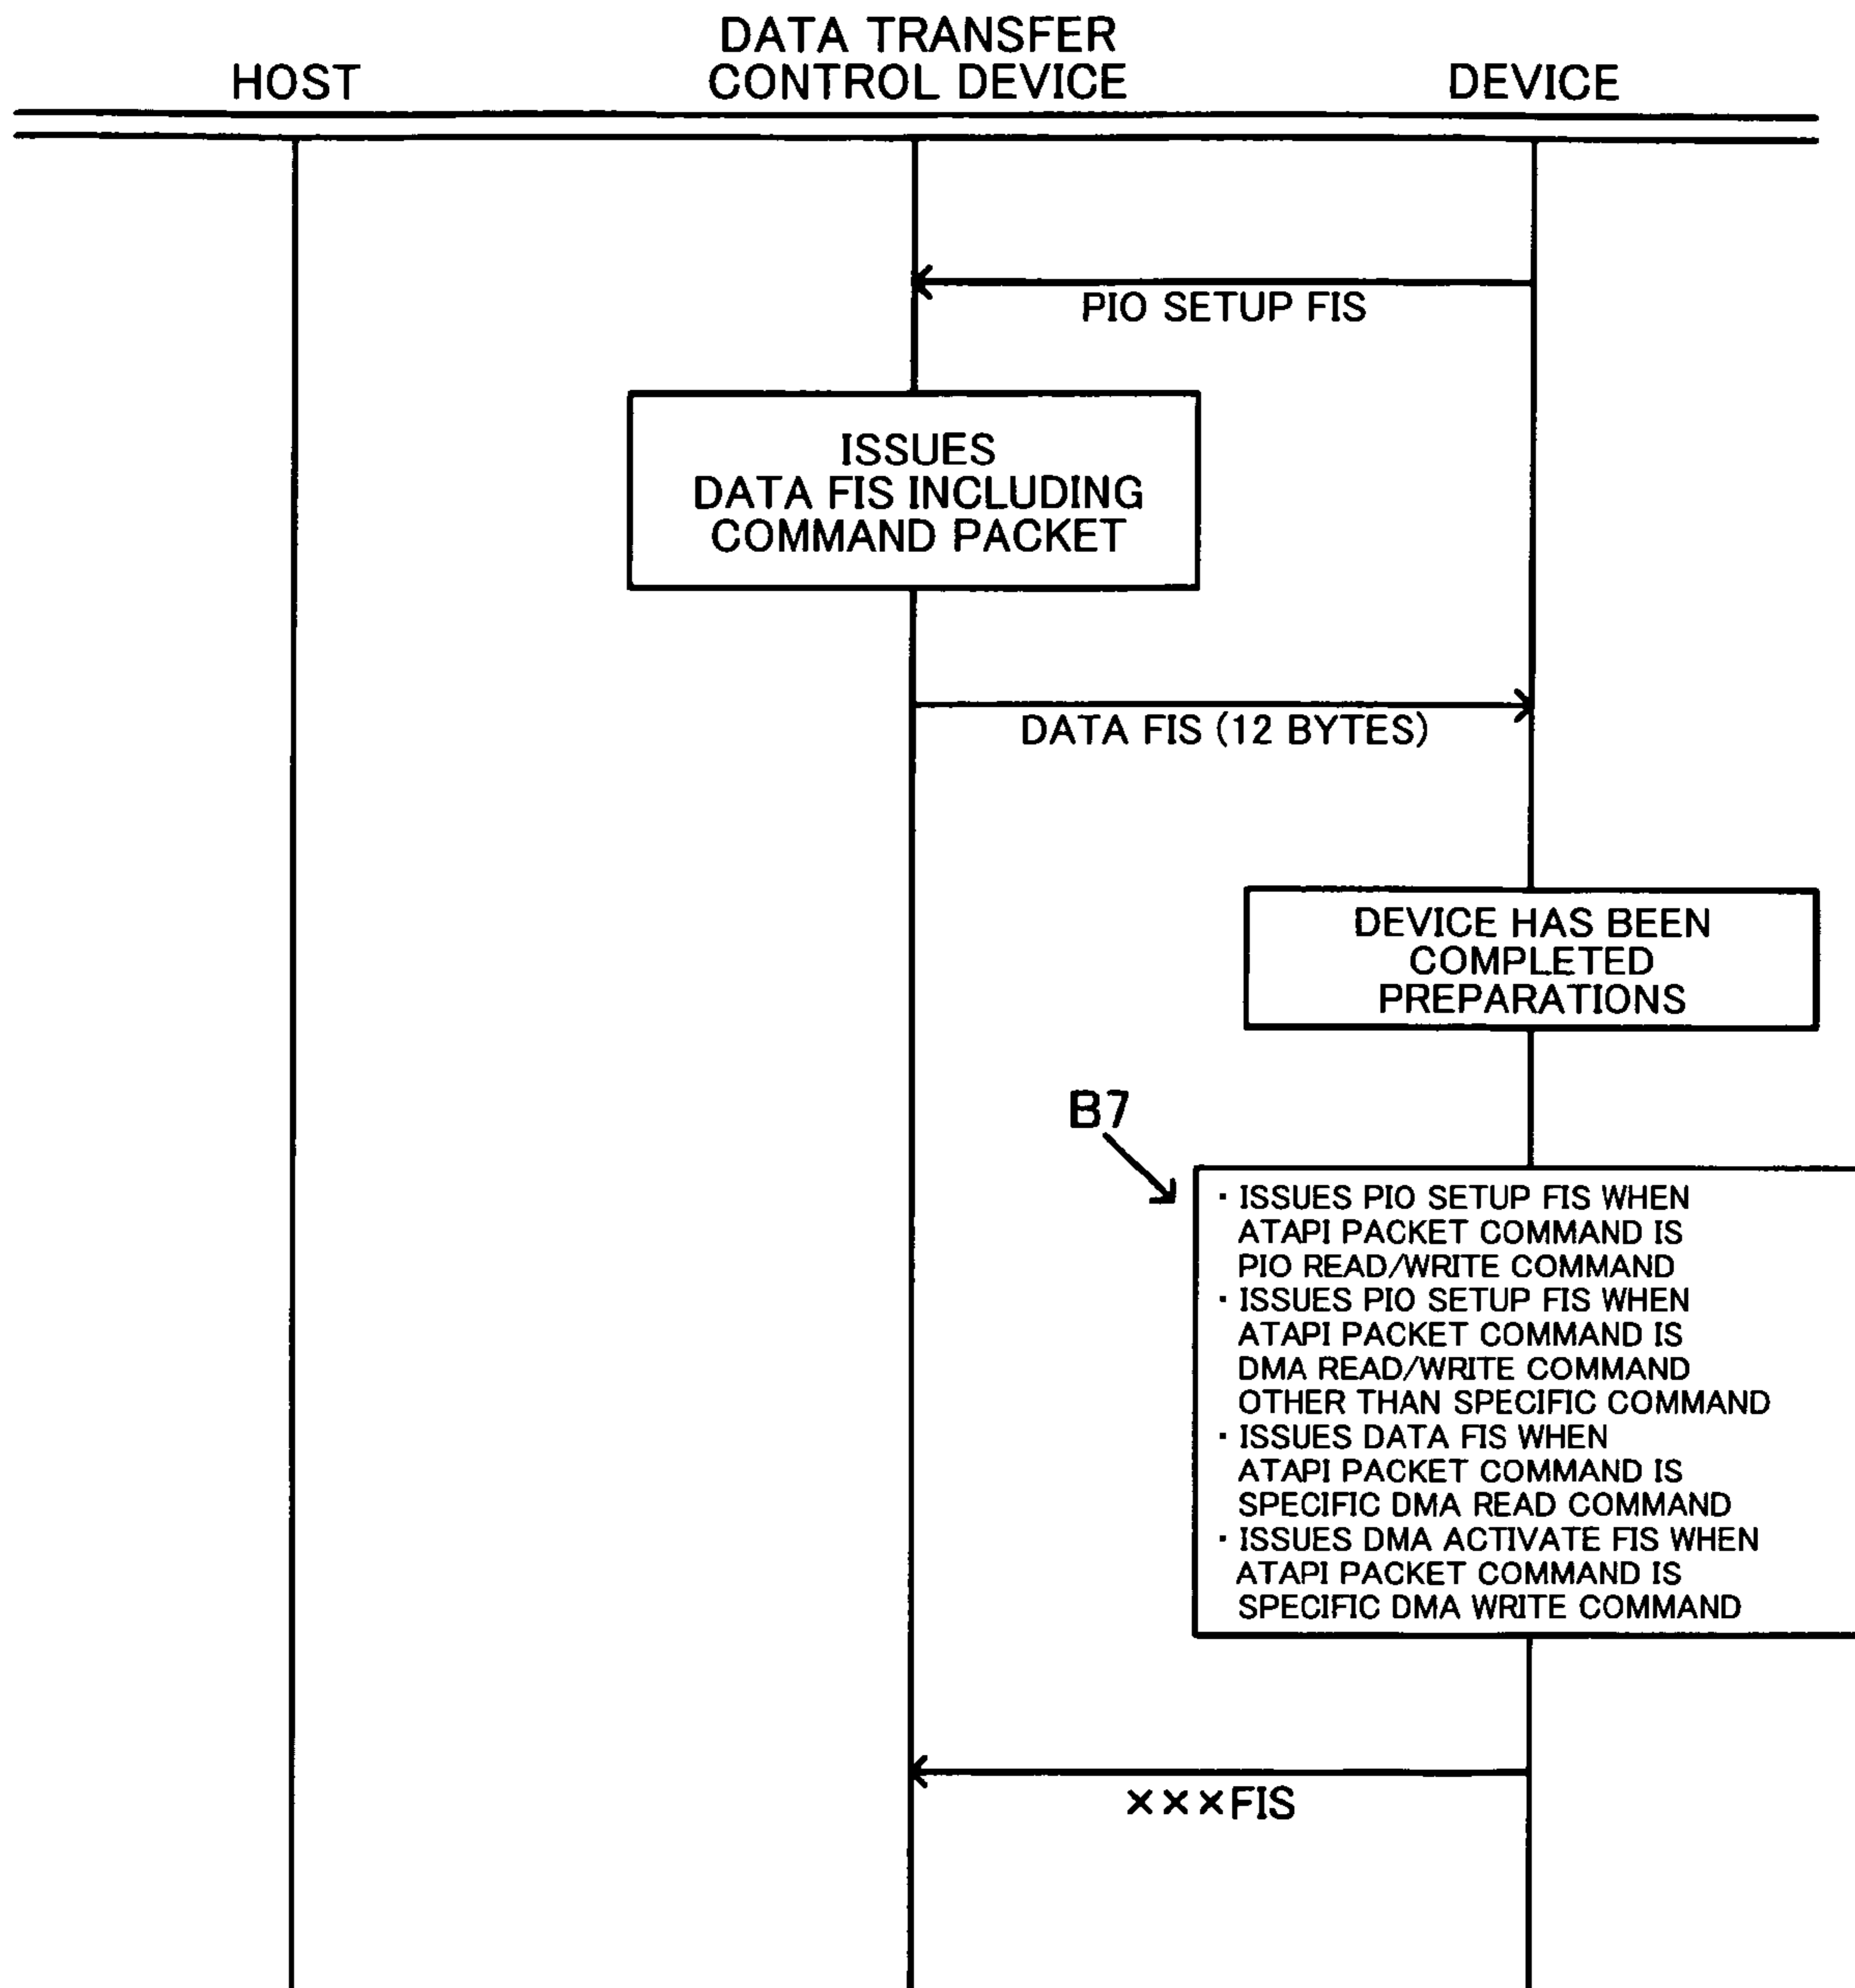 HOST
DATA TRANSFER
CONTROL DEVICE
DEVICE
PIO SETUP FIS
ISSUES
DATA FIS INCLUDING
COMMAND PACKET
DATA FIS (12 BYTES)
DEVICE HAS BEEN
COMPLETED
PREPARATIONS
B7
· ISSUES PIO SETUP FIS WHEN
ATAPI PACKET COMMAND IS
PIO READ/WRITE COMMAND
· ISSUES PIO SETUP FIS WHEN
ATAPI PACKET COMMAND IS
DMA READ/WRITE COMMAND
OTHER THAN SPECIFIC COMMAND
· ISSUES DATA FIS WHEN
ATAPI PACKET COMMAND IS
SPECIFIC DMA READ COMMAND
· ISSUES DMA ACTIVATE FIS WHEN
ATAPI PACKET COMMAND IS
SPECIFIC DMA WRITE COMMAND
×××FIS